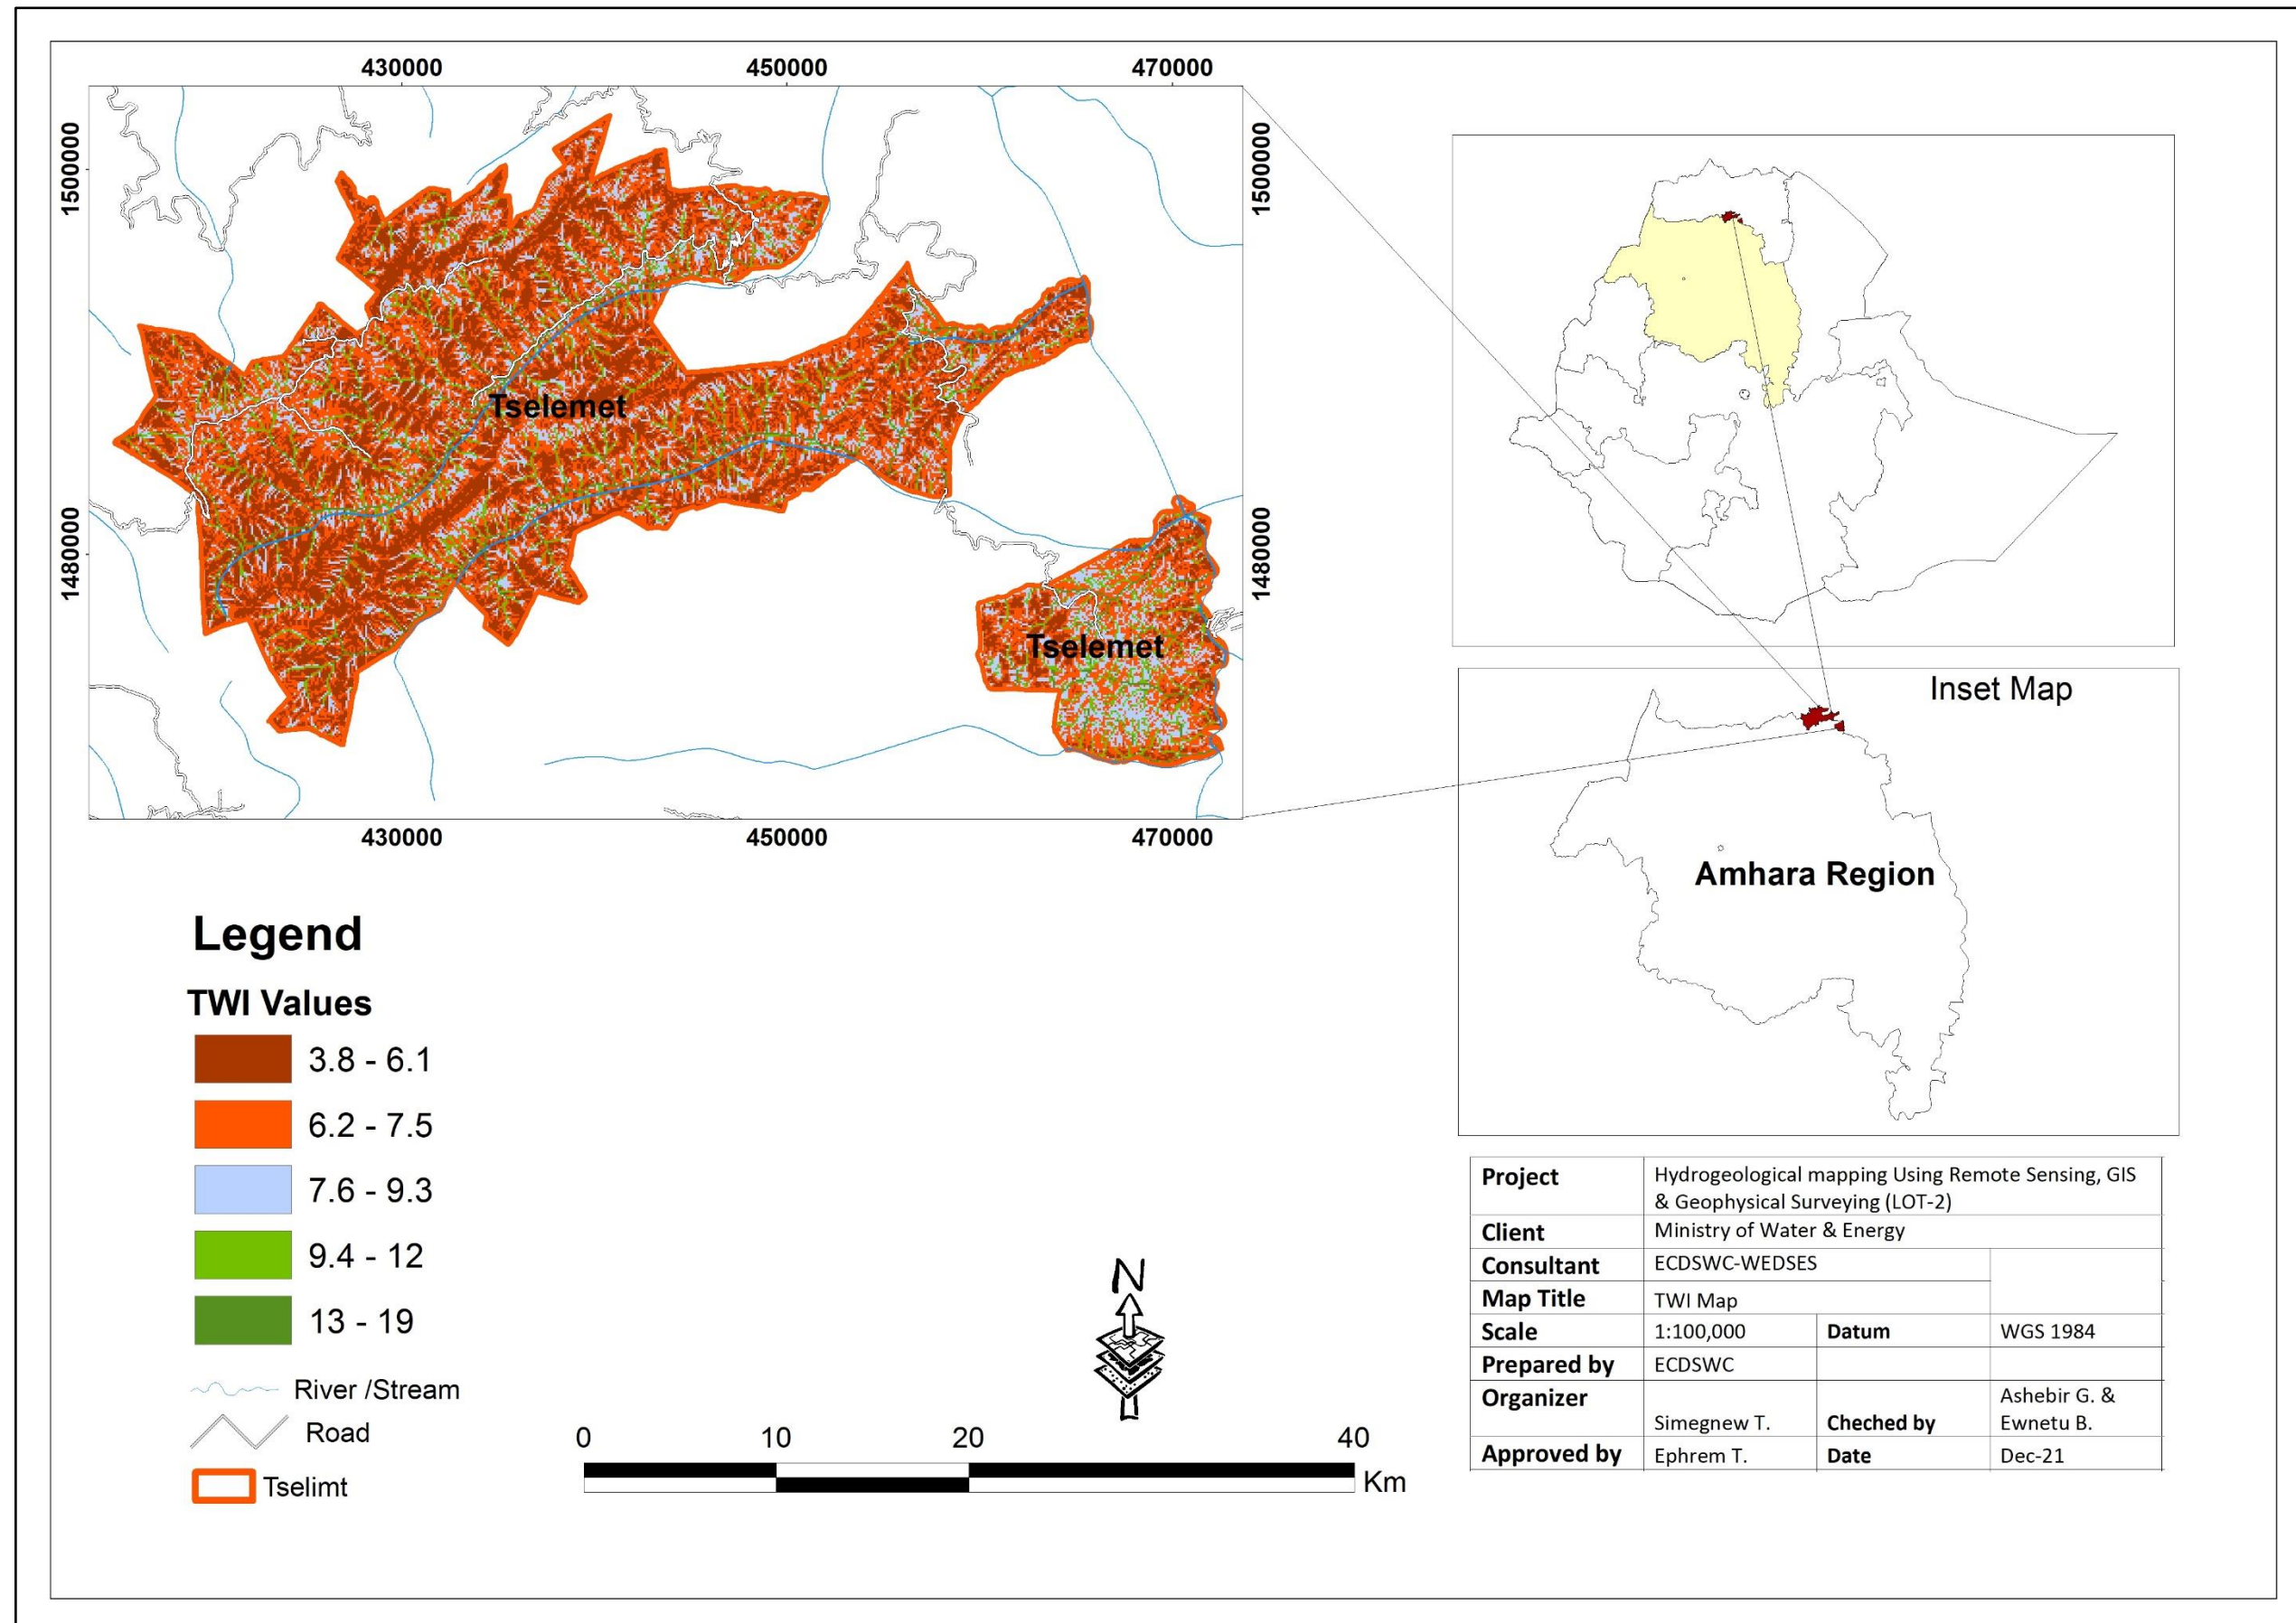 430000 450000 470000
1500000 1500000
1480000 1480000
Tselemet
Tselemet
430000 450000 470000
Inset Map
Amhara Region
Legend
TWI Values
3.8 - 6.1
6.2 - 7.5
7.6 - 9.3
9.4 - 12
13 - 19
River /Stream
Road
Tselimt
N
0 10 20 40
Km
Project Hydrogeological mapping Using Remote Sensing, GIS
& Geophysical Surveying (LOT-2)
Client Ministry of Water & Energy
Consultant ECDSWC-WEDSES
Map Title TWI Map
Scale 1:100,000 Datum WGS 1984
Prepared by ECDSWC
Organizer Simegnew T. Cheched by Ashebir G. &
Ewnetu B.
Approved by Ephrem T. Date Dec-21